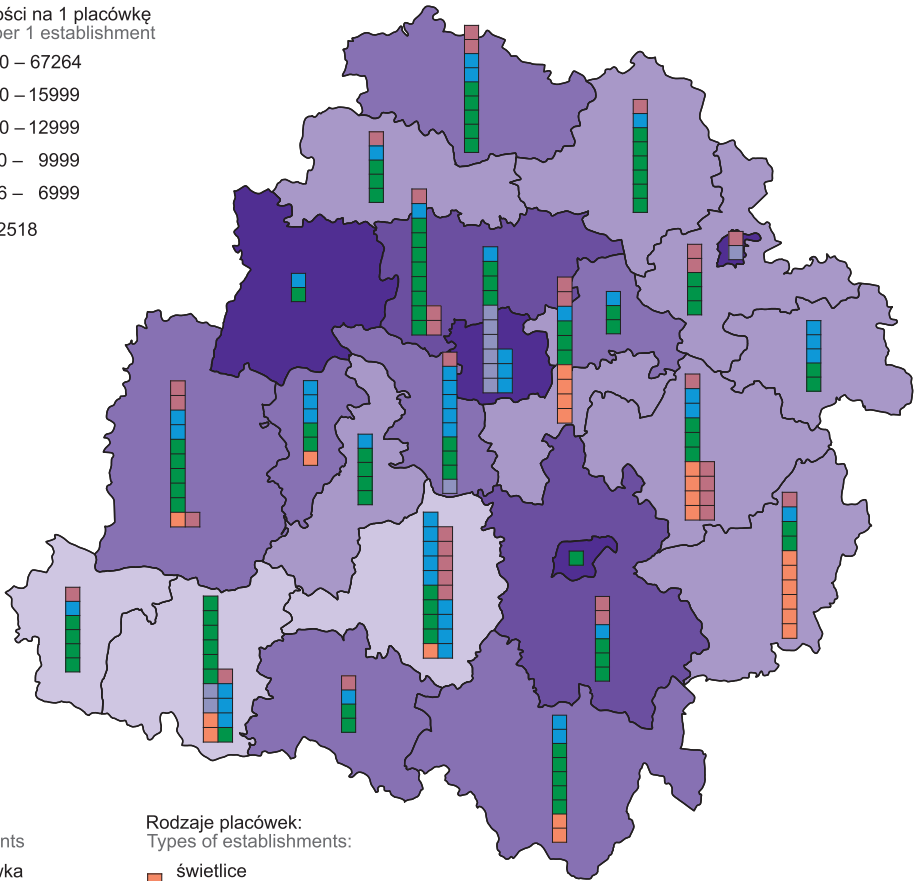 ości na 1 placówkę
per 1 establishment
0 – 67264
0 – 15999
0 – 12999
0 – 9999
6 – 6999
2518
Rodzaje placówek:
nts
Types of establishments:
wka
świetlice